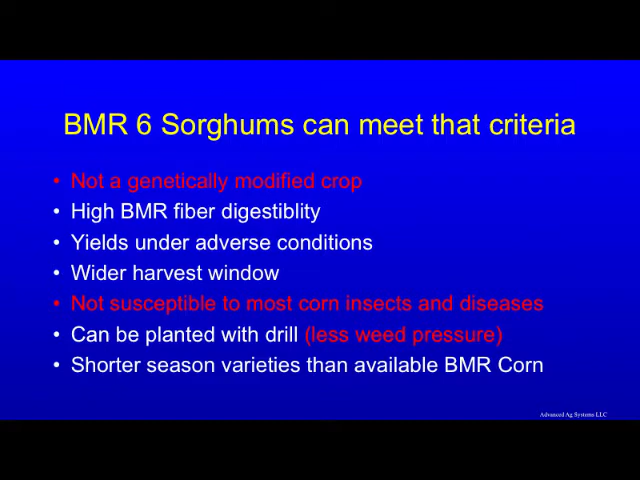 BMR 6 Sorghums can meet that criteria
• Not a genetically modified crop
• High BMR fiber digestiblity
• Yields under adverse conditions
• Wider harvest window
• Not susceptible to most corn insects and diseases
• Can be planted with drill (less weed pressure)
• Shorter season varieties than available BMR Corn
Advanced Ag Systems LLC